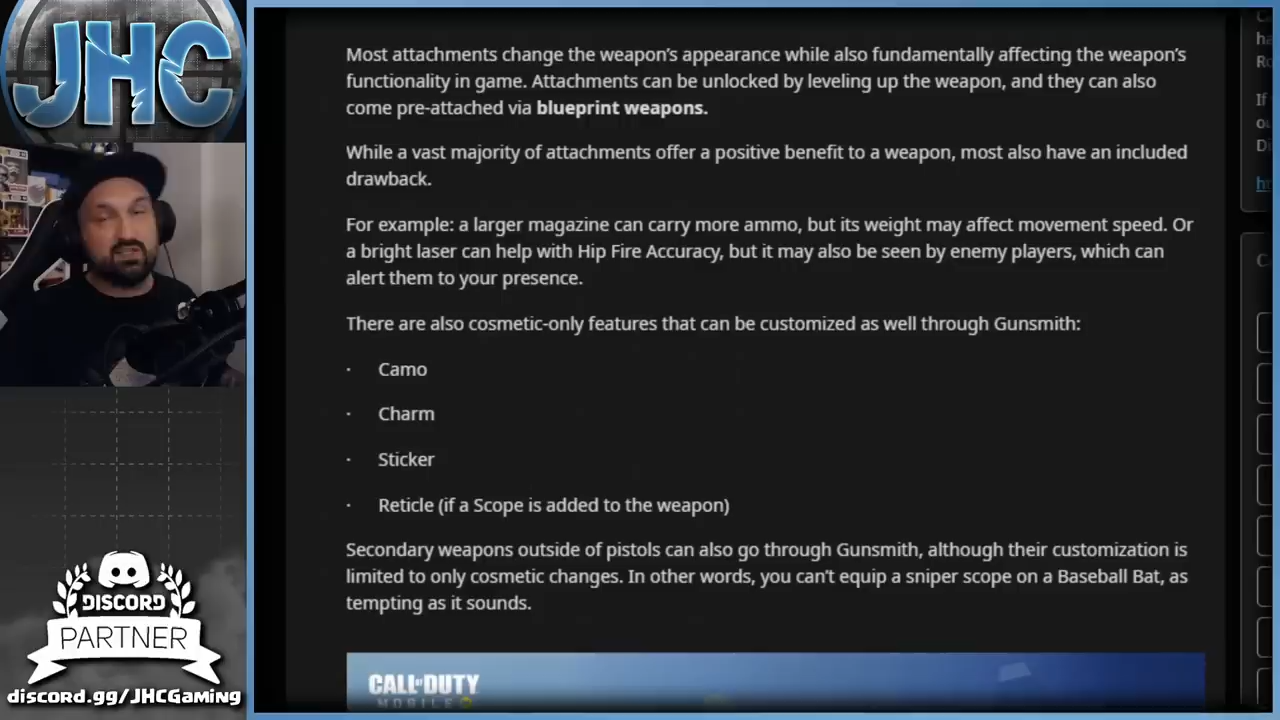 JHC
Most attachments change the weapon's appearance while also fundamentally affecting the weapon's
functionality in game. Attachments can be unlocked by leveling up the weapon, and they can also
come pre-attached via blueprint weapons.
While a vast majority of attachments offer a positive benefit to a weapon, most also have an included
drawback.
For example: a larger magazine can carry more ammo, but its weight may affect movement speed. Or
a bright laser can help with Hip Fire Accuracy, but it may also be seen by enemy players, which can
alert them to your presence.
There are also cosmetic-only features that can be customized as well through Gunsmith:
· Camo
· Charm
· Sticker
· Reticle (if a Scope is added to the weapon)
Secondary weapons outside of pistols can also go through Gunsmith, although their customization is
limited to only cosmetic changes. In other words, you can't equip a sniper scope on a Baseball Bat, as
tempting as it sounds.
CALL OF DUTY
MOBILE
DISCORD
PARTNER
discord.gg/JHCGaming